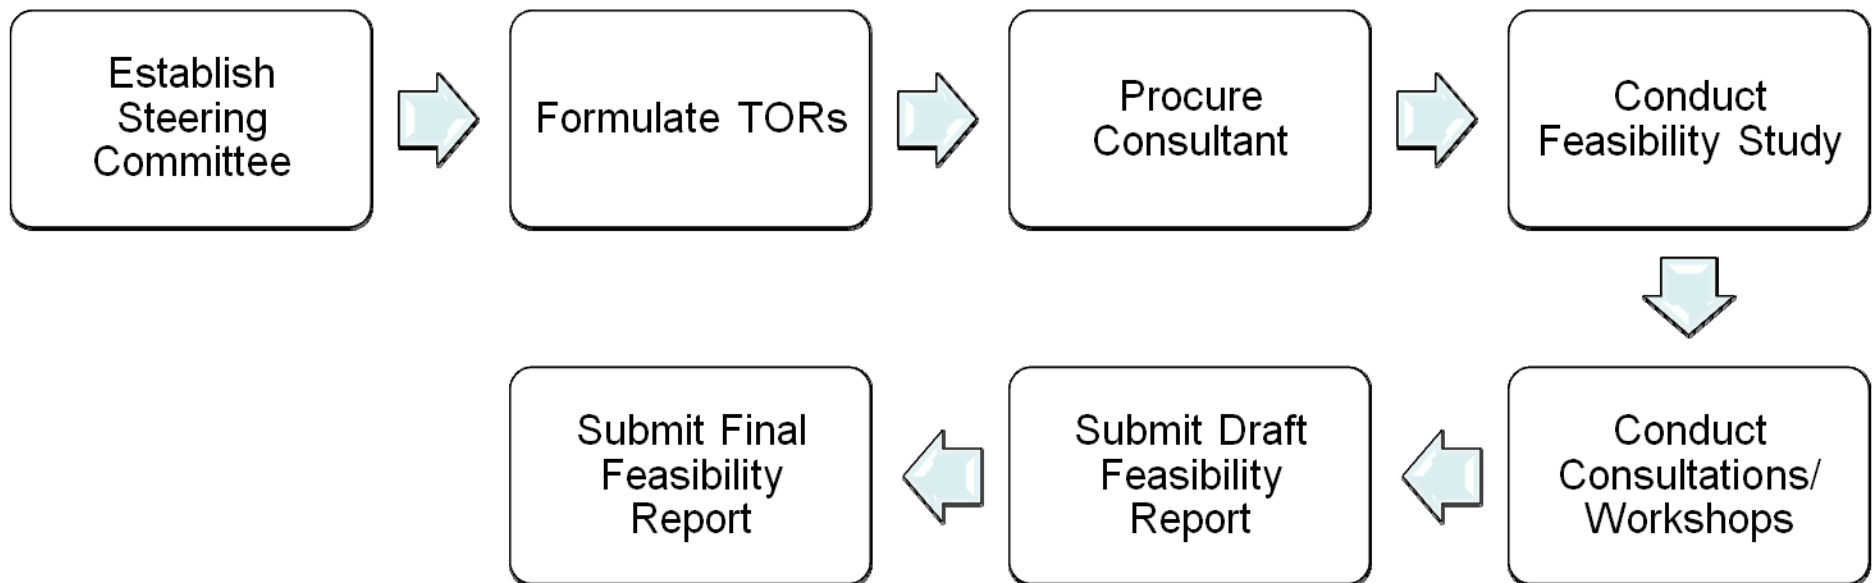 Establish
Steering
Committee
Formulate TORs
Procure
Consultant
Conduct
Feasibility Study
Conduct
Consultations/
Workshops
Submit Draft
Feasibility
Report
Submit Final
Feasibility
Report